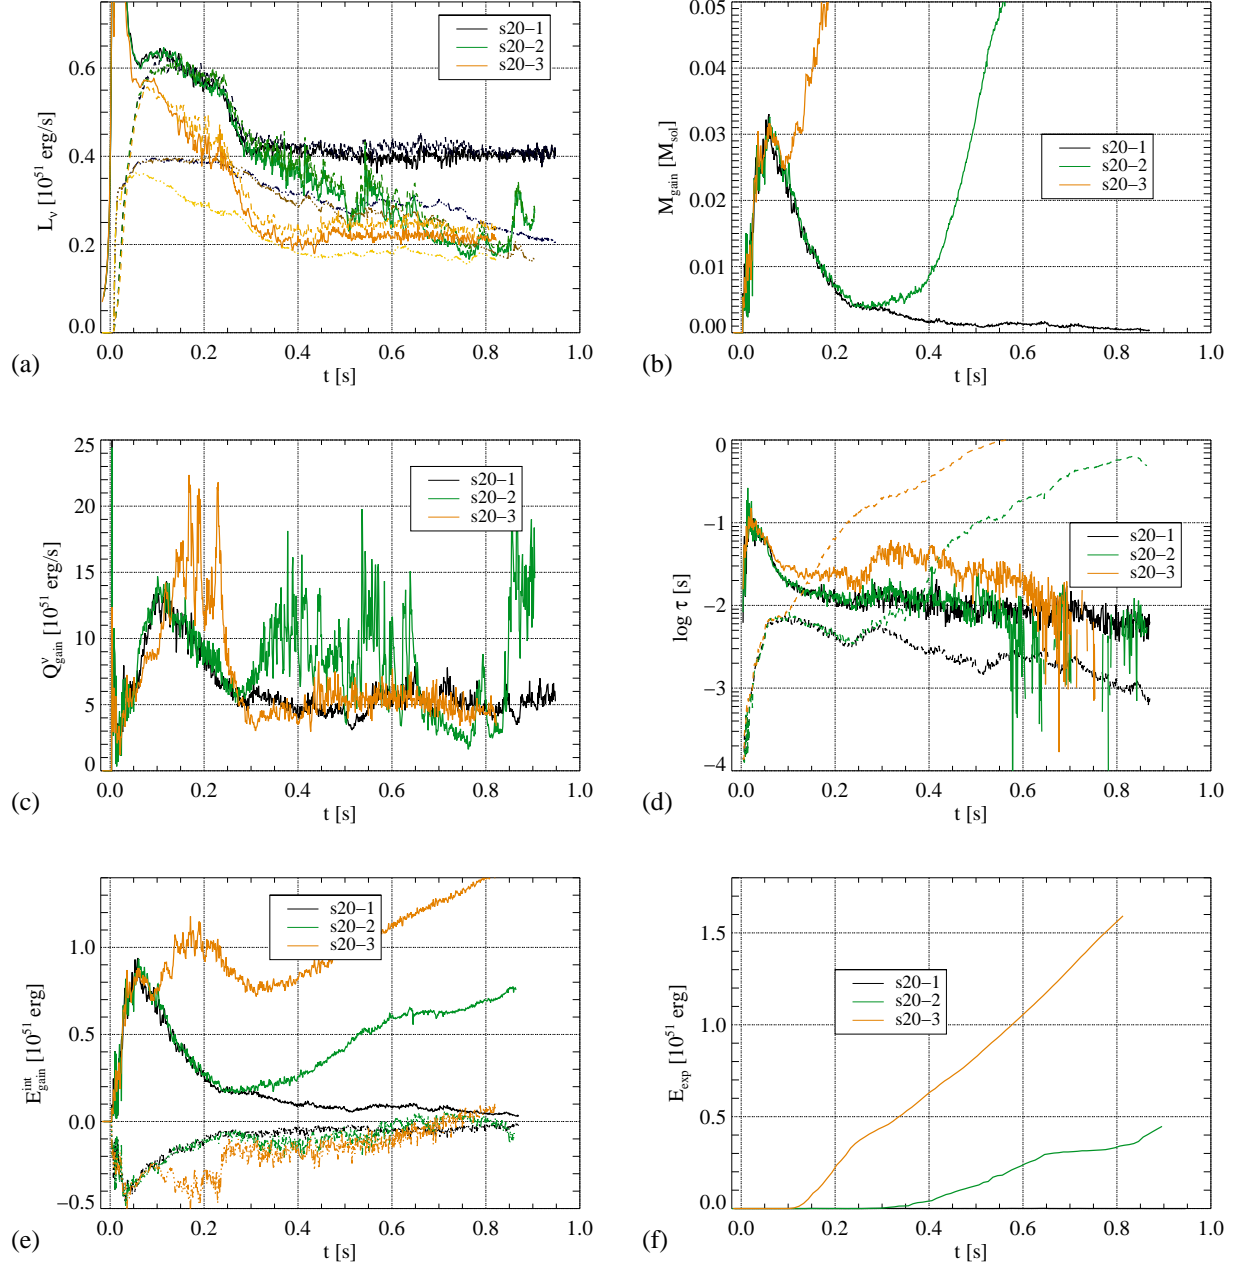 s20−1
s20−2
s20−3
L_ν [10^51 erg/s]
0.6
0.4
0.2
0.0
0.0 0.2 0.4 0.6 0.8 1.0
t [s]
(a)
s20−1
s20−2
s20−3
M_gain [M_sol]
0.05
0.04
0.03
0.02
0.01
0.00
0.0 0.2 0.4 0.6 0.8 1.0
t [s]
(b)
s20−1
s20−2
s20−3
Q^ν_gain [10^51 erg/s]
25
20
15
10
5
0
0.0 0.2 0.4 0.6 0.8 1.0
t [s]
(c)
s20−1
s20−2
s20−3
log τ [s]
0
−1
−2
−3
−4
0.0 0.2 0.4 0.6 0.8 1.0
t [s]
(d)
s20−1
s20−2
s20−3
E^int_gain [10^51 erg]
1.0
0.5
0.0
−0.5
0.0 0.2 0.4 0.6 0.8 1.0
t [s]
(e)
s20−1
s20−2
s20−3
E_exp [10^51 erg]
1.5
1.0
0.5
0.0
0.0 0.2 0.4 0.6 0.8 1.0
t [s]
(f)